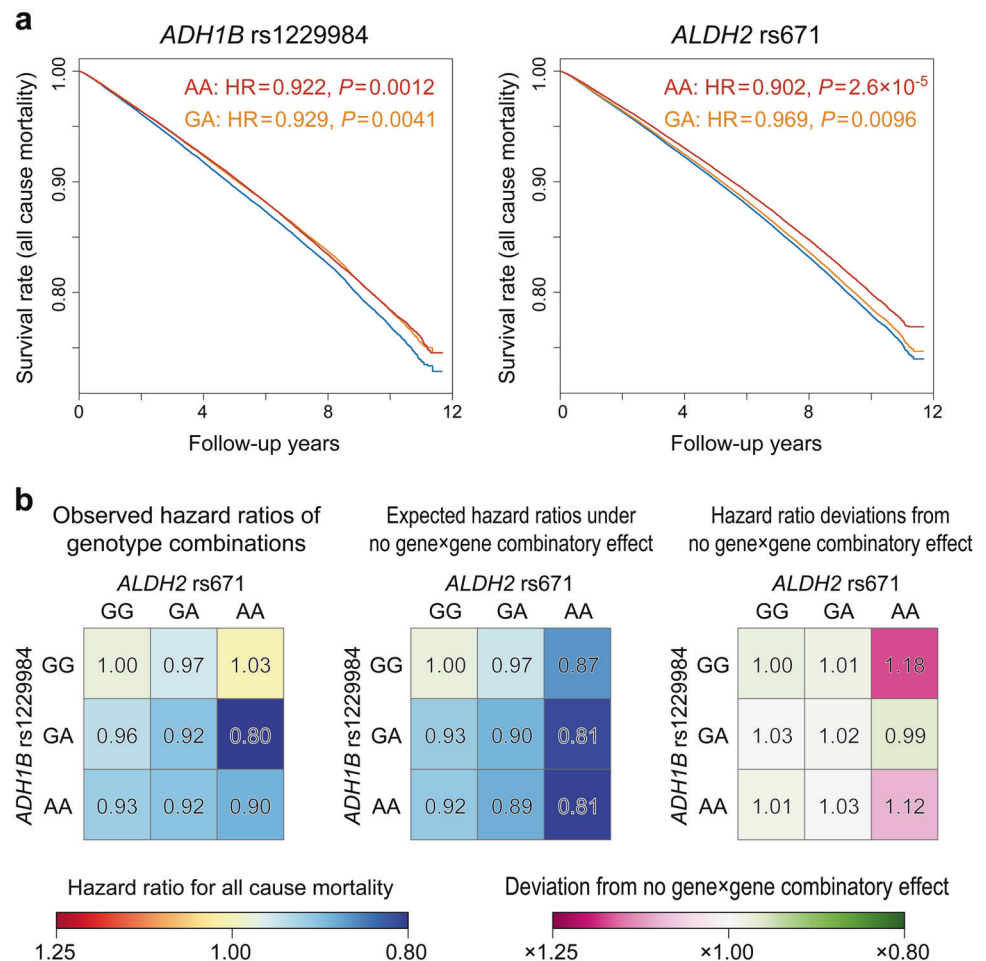 a
ADH1B rs1229984
AA: HR=0.922, P=0.0012
GA: HR=0.929, P=0.0041
Survival rate (all cause mortality)
1.00
0.90
0.80
0
4
8
12
Follow-up years
ALDH2 rs671
AA: HR=0.902, P=2.6×10⁻⁵
GA: HR=0.969, P=0.0096
Survival rate (all cause mortality)
1.00
0.90
0.80
0
4
8
12
Follow-up years
b
Observed hazard ratios of
genotype combinations
ALDH2 rs671
GG GA AA
ADH1B rs1229984
GG 1.00 0.97 1.03
GA 0.96 0.92 0.80
AA 0.93 0.92 0.90
Expected hazard ratios under
no gene×gene combinatory effect
ALDH2 rs671
GG GA AA
ADH1B rs1229984
GG 1.00 0.97 0.87
GA 0.93 0.90 0.81
AA 0.92 0.89 0.81
Hazard ratio deviations from
no gene×gene combinatory effect
ALDH2 rs671
GG GA AA
ADH1B rs1229984
GG 1.00 1.01 1.18
GA 1.03 1.02 0.99
AA 1.01 1.03 1.12
Hazard ratio for all cause mortality
1.25 1.00 0.80
Deviation from no gene×gene combinatory effect
×1.25 ×1.00 ×0.80